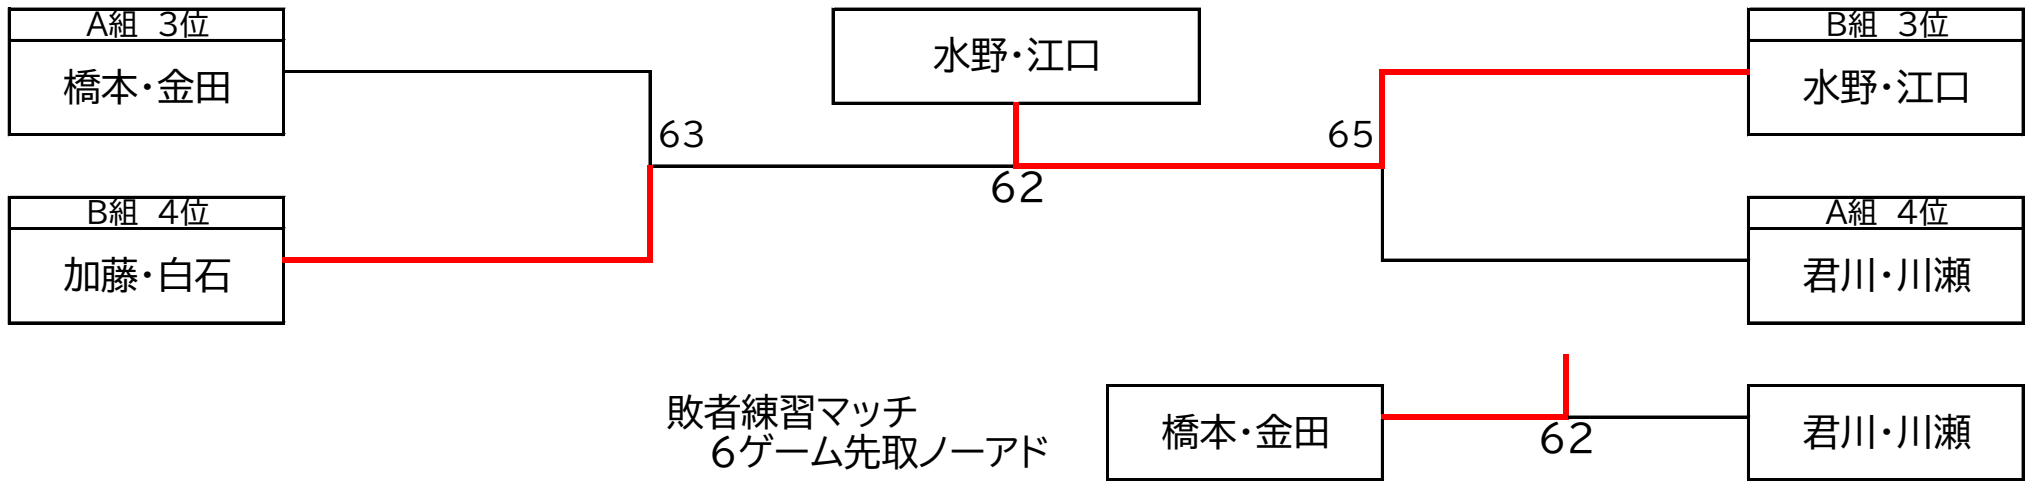 A組 3位
橋本・金田
水野・江口
B組 3位
水野・江口
63
65
62
B組 4位
加藤・白石
A組 4位
君川・川瀬
敗者練習マッチ
6ゲーム先取ノーアド
橋本・金田
62
君川・川瀬